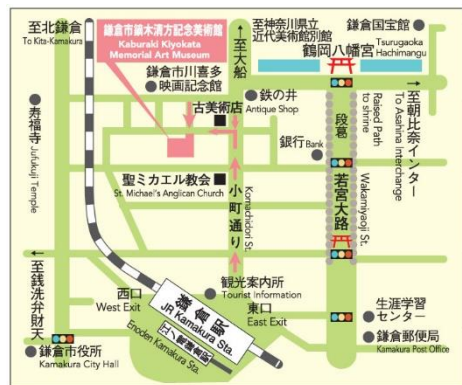 至北鎌倉
To Kita-Kamakura
鎌倉市鏑木清方記念美術館
Kaburaki Kiyokata
Memorial Art Museum
至大船
至神奈川県立
近代美術館別館
鎌倉国宝館
鶴岡八幡宮
Tsurugaoka
Hachimangu
鎌倉市川喜多
映画記念館
古美術店
Antique Shop
鉄の井
寿福寺
Jufukuji Temple
銀行 Bank
段葛
Raised Path
to shrine
至朝比奈インター
To Asahina Interchange
聖ミカエル教会
St. Michael's Anglican Church
小町通り
Komachidori St.
若宮大路
Wakamiyaoji St.
至銭洗弁財天
西口
West Exit
観光案内所
Tourist Information
鎌倉駅
JR Kamakura Sta.
江ノ電鎌倉駅
Enoden Kamakura Sta.
東口
East Exit
生涯学習
センター
鎌倉郵便局
Kamakura Post Office
鎌倉市役所
Kamakura City Hall